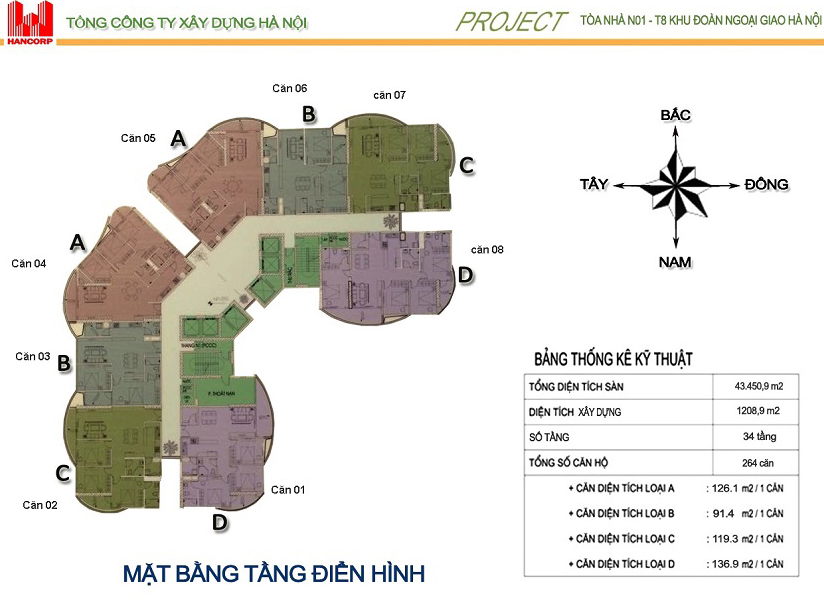 HANCORP
TỔNG CÔNG TY XÂY DỰNG HÀ NỘI
PROJECT
TÒA NHÀ N01 - T8 KHU ĐOÀN NGOẠI GIAO HÀ NỘI
Căn 06
căn 07
B
Căn 05
A
C
BẮC
TÂY
ĐÔNG
NAM
A
căn 08
Căn 04
D
Căn 03
B
THANG BỘ (PCCC)
P. THOÁT NẠN
C
Căn 02
Căn 01
D
MẶT BẰNG TẦNG ĐIỂN HÌNH
BẢNG THỐNG KÊ KỸ THUẬT
TỔNG DIỆN TÍCH SÀN 43.450,9 m2
DIỆN TÍCH XÂY DỰNG 1208,9 m2
SỐ TẦNG 34 tầng
TỔNG SỐ CĂN HỘ 264 căn
+ CĂN DIỆN TÍCH LOẠI A : 126.1 m2 / 1 CĂN
+ CĂN DIỆN TÍCH LOẠI B : 91.4 m2 / 1 CĂN
+ CĂN DIỆN TÍCH LOẠI C : 119.3 m2 / 1 CĂN
+ CĂN DIỆN TÍCH LOẠI D : 136.9 m2 / 1 CĂN